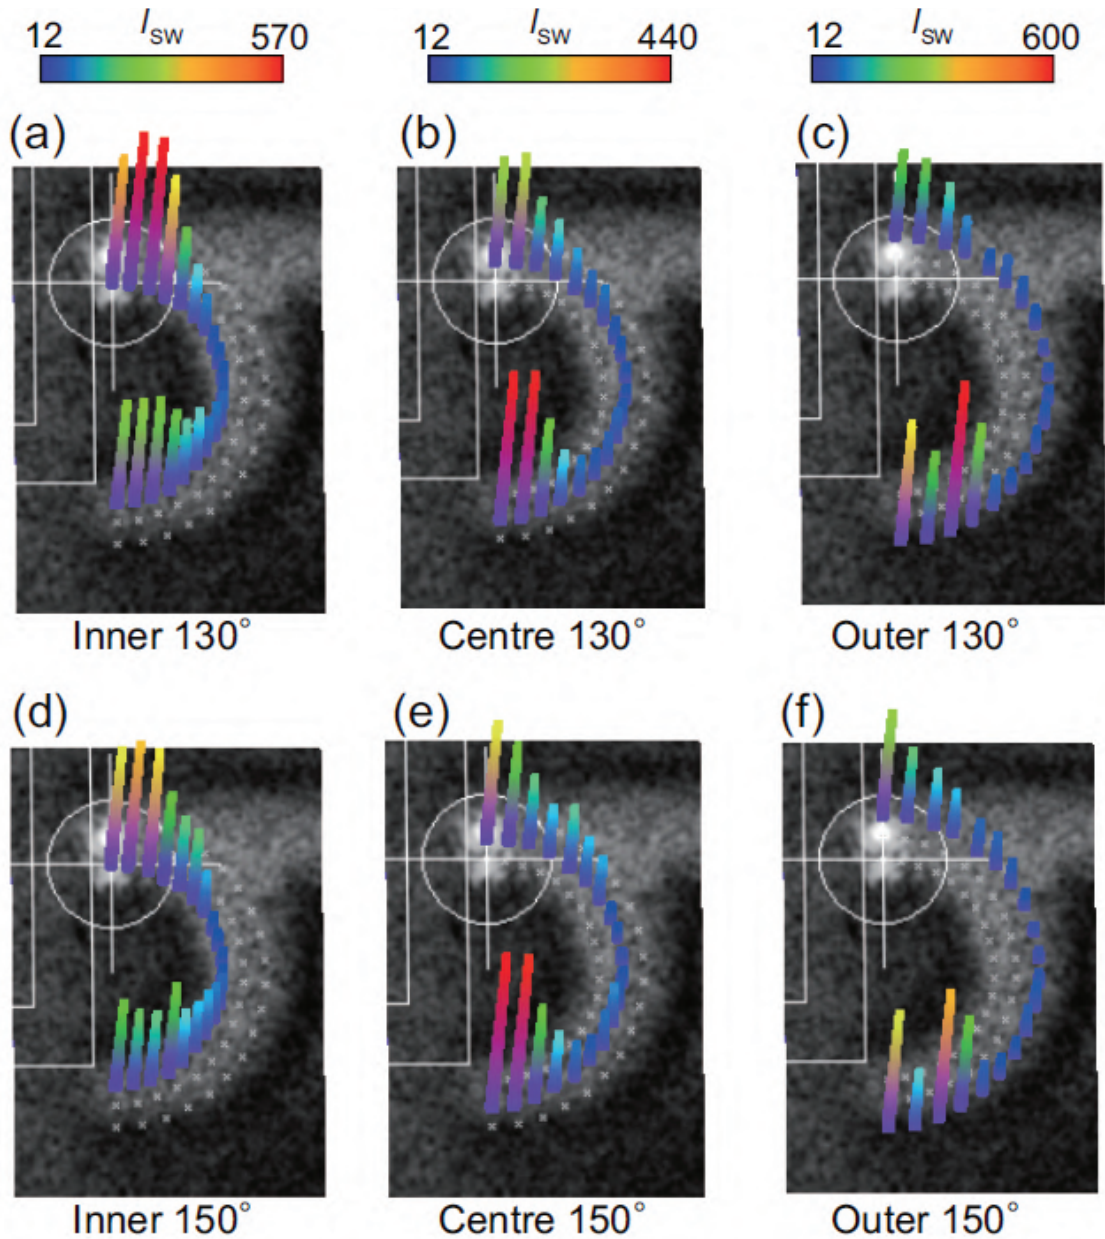 12 I_SW 570
12 I_SW 440
12 I_SW 600
(a)
(b)
(c)
Inner 130°
Centre 130°
Outer 130°
(d)
(e)
(f)
Inner 150°
Centre 150°
Outer 150°